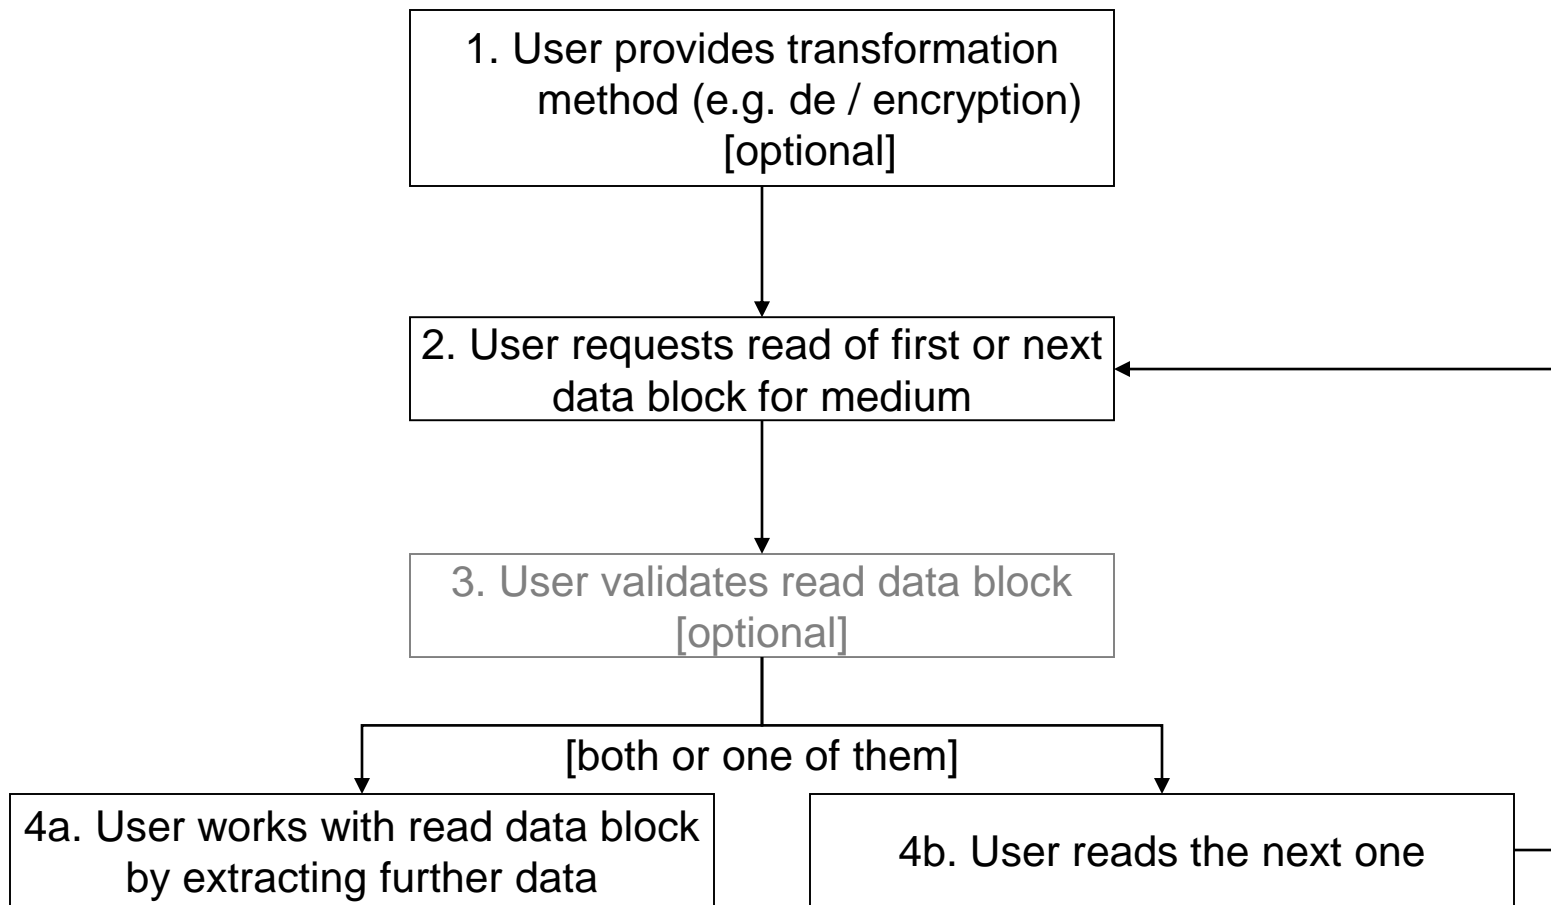 1. User provides transformation
method (e.g. de / encryption)
[optional]
2. User requests read of first or next
data block for medium
3. User validates read data block
[optional]
[both or one of them]
4a. User works with read data block
by extracting further data
4b. User reads the next one